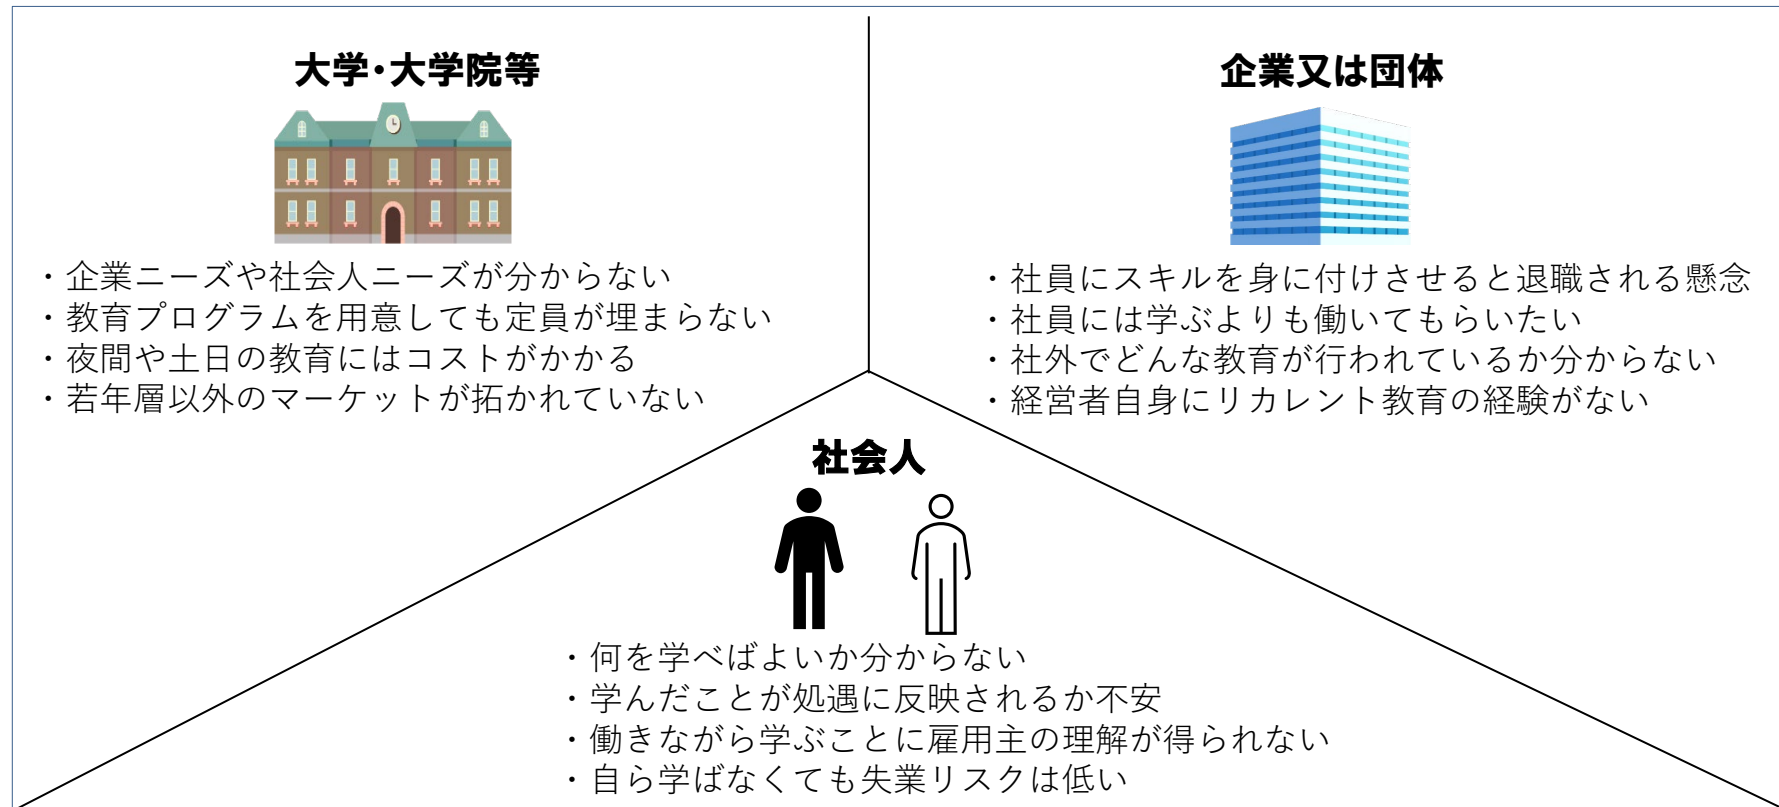 大学・大学院等
・企業ニーズや社会人ニーズが分からない
・教育プログラムを用意しても定員が埋まらない
・夜間や土日の教育にはコストがかかる
・若年層以外のマーケットが拓かれていない
企業又は団体
・社員にスキルを身に付けさせると退職される懸念
・社員には学ぶよりも働いてもらいたい
・社外でどんな教育が行われているか分からない
・経営者自身にリカレント教育の経験がない
社会人
・何を学べばよいか分からない
・学んだことが処遇に反映されるか不安
・働きながら学ぶことに雇用主の理解が得られない
・自ら学ばなくても失業リスクは低い